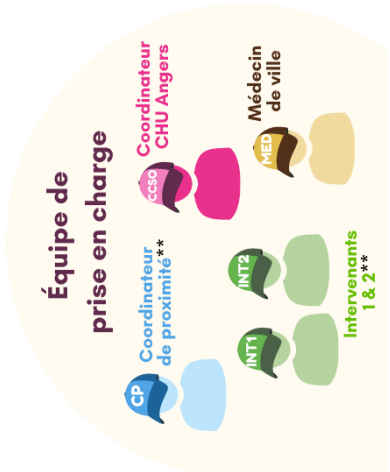 Équipe de
prise en charge
Coordinateur
de proximité**
CP
Coordinateur
CHU Angers
CCSO
INT1
INT2
Intervenants
1 & 2**
Médecin
de ville
MED